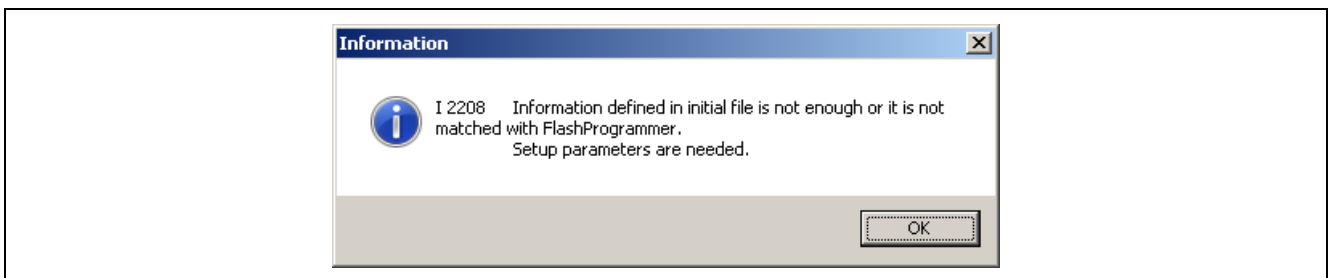 Information
I 2208 Information defined in initial file is not enough or it is not
matched with FlashProgrammer.
Setup parameters are needed.
OK